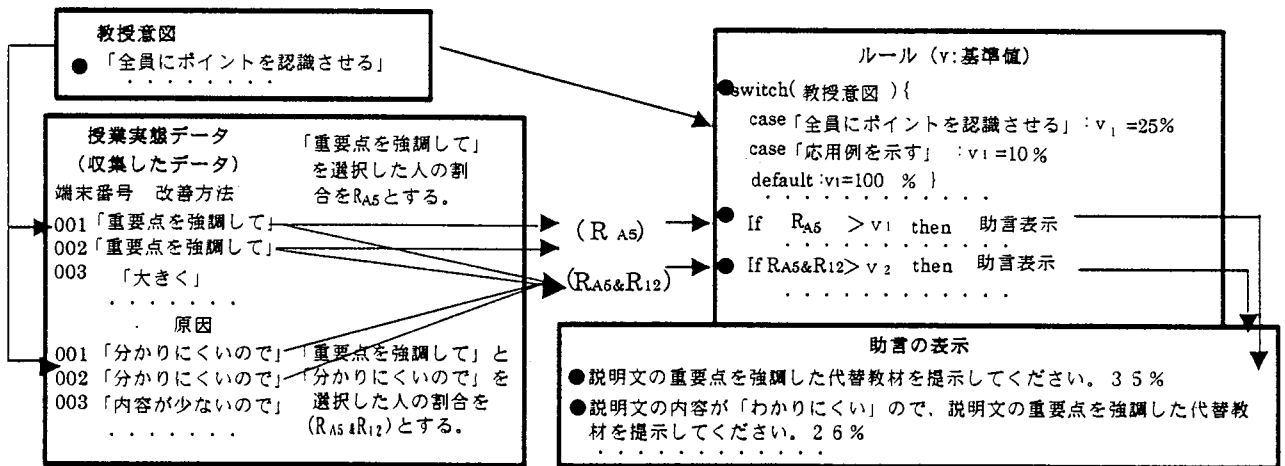 教授意図
● 「全員にポイントを認識させる」
・・・・・・・・
授業実態データ
(収集したデータ)
端末番号 改善方法
001「重要点を強調して」
002「重要点を強調して」
003 「大きく」
・・・・・・・
・ 原因
001 「分かりにくいので」
002 「分かりにくいので」
003 「内容が少ないので」
・・・・・・・
「重要点を強調して」
を選択した人の割
合をRA5とする。
「重要点を強調して」と
「分かりにくいので」を
選択した人の割合を
(RA5&R12)とする。
(RA5)
(RA5&R12)
ルール (v:基準値)
●switch( 教授意図 ) {
case「全員にポイントを認識させる」:v1 =25%
case「応用例を示す」 :v1=10%
default:v1=100 % }
・・・・・・・・・・・・
● If RA5 >v1 then 助言表示
・・・・・・・・・・・・
● If RA5&R12> v2 then 助言表示
・・・・・・・・・・・・
助言の表示
●説明文の重要点を強調した代替教材を提示してください。35%
●説明文の内容が「わかりにくい」ので、説明文の重要点を強調した代替教
材を提示してください。26%
・・・・・・・・・・・・